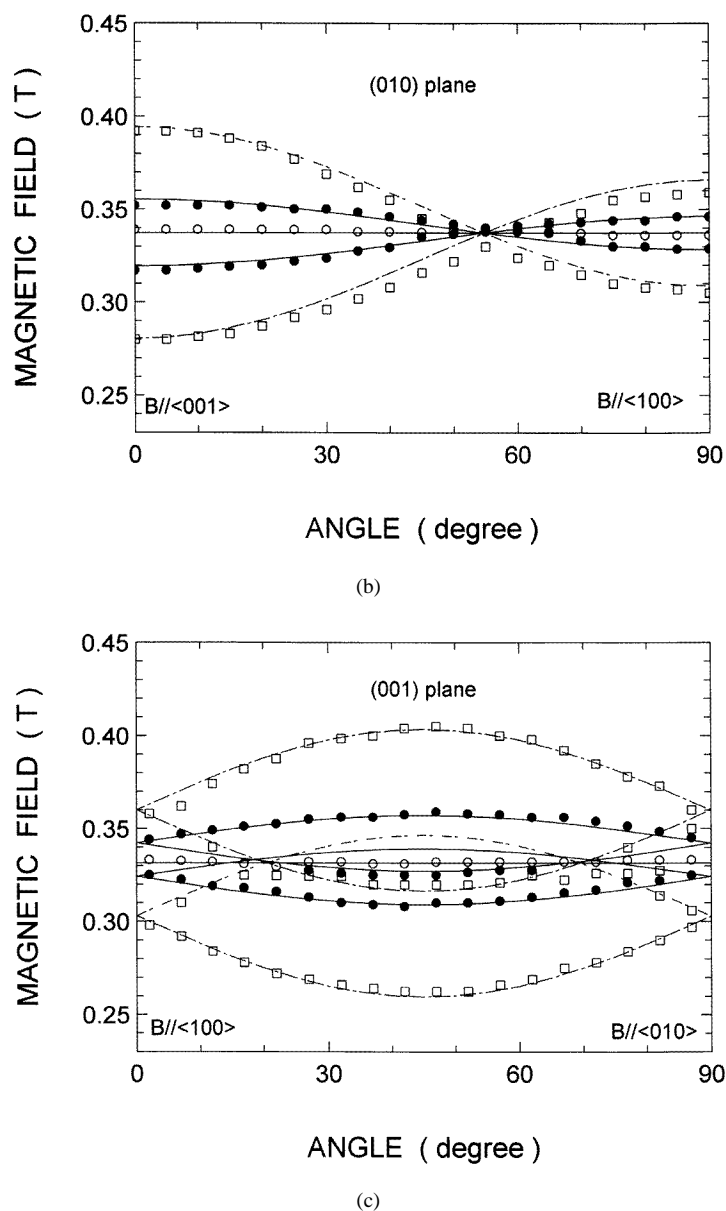 0.45
(010) plane
0.40
0.35
0.30
0.25
MAGNETIC FIELD ( T )
B//<001>
B//<100>
0
30
60
90
ANGLE ( degree )
(b)
0.45
(001) plane
0.40
0.35
0.30
0.25
MAGNETIC FIELD ( T )
B//<100>
B//<010>
0
30
60
90
ANGLE ( degree )
(c)